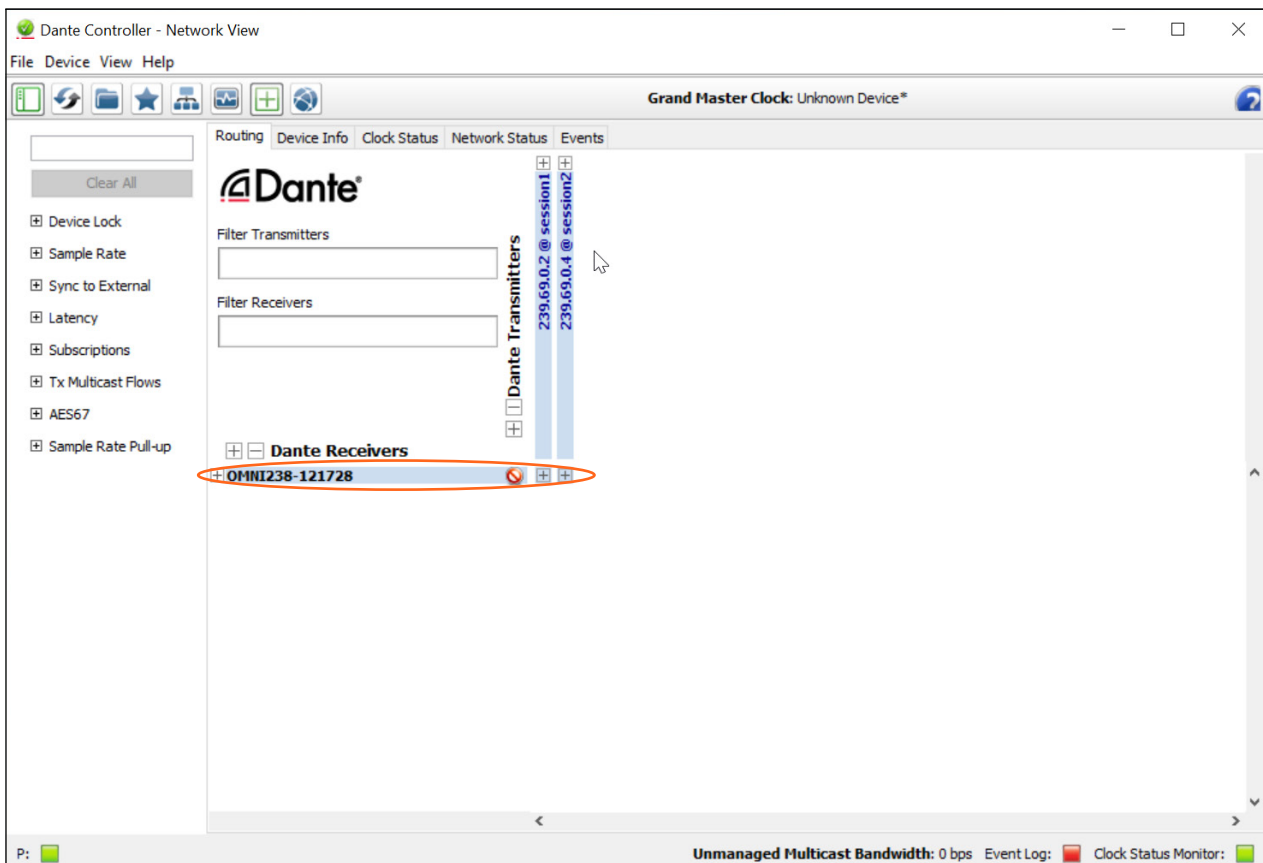 Dante Controller - Network View
File Device View Help
Grand Master Clock: Unknown Device*
Routing Device Info Clock Status Network Status Events
Clear All
Device Lock
Sample Rate
Sync to External
Latency
Subscriptions
Tx Multicast Flows
AES67
Sample Rate Pull-up
Dante®
Filter Transmitters
Filter Receivers
Dante Transmitters
239.69.0.2 @ session1
239.69.0.4 @ session2
Dante Receivers
OMNI238-121728
P:
Unmanaged Multicast Bandwidth: 0 bps Event Log: Clock Status Monitor: